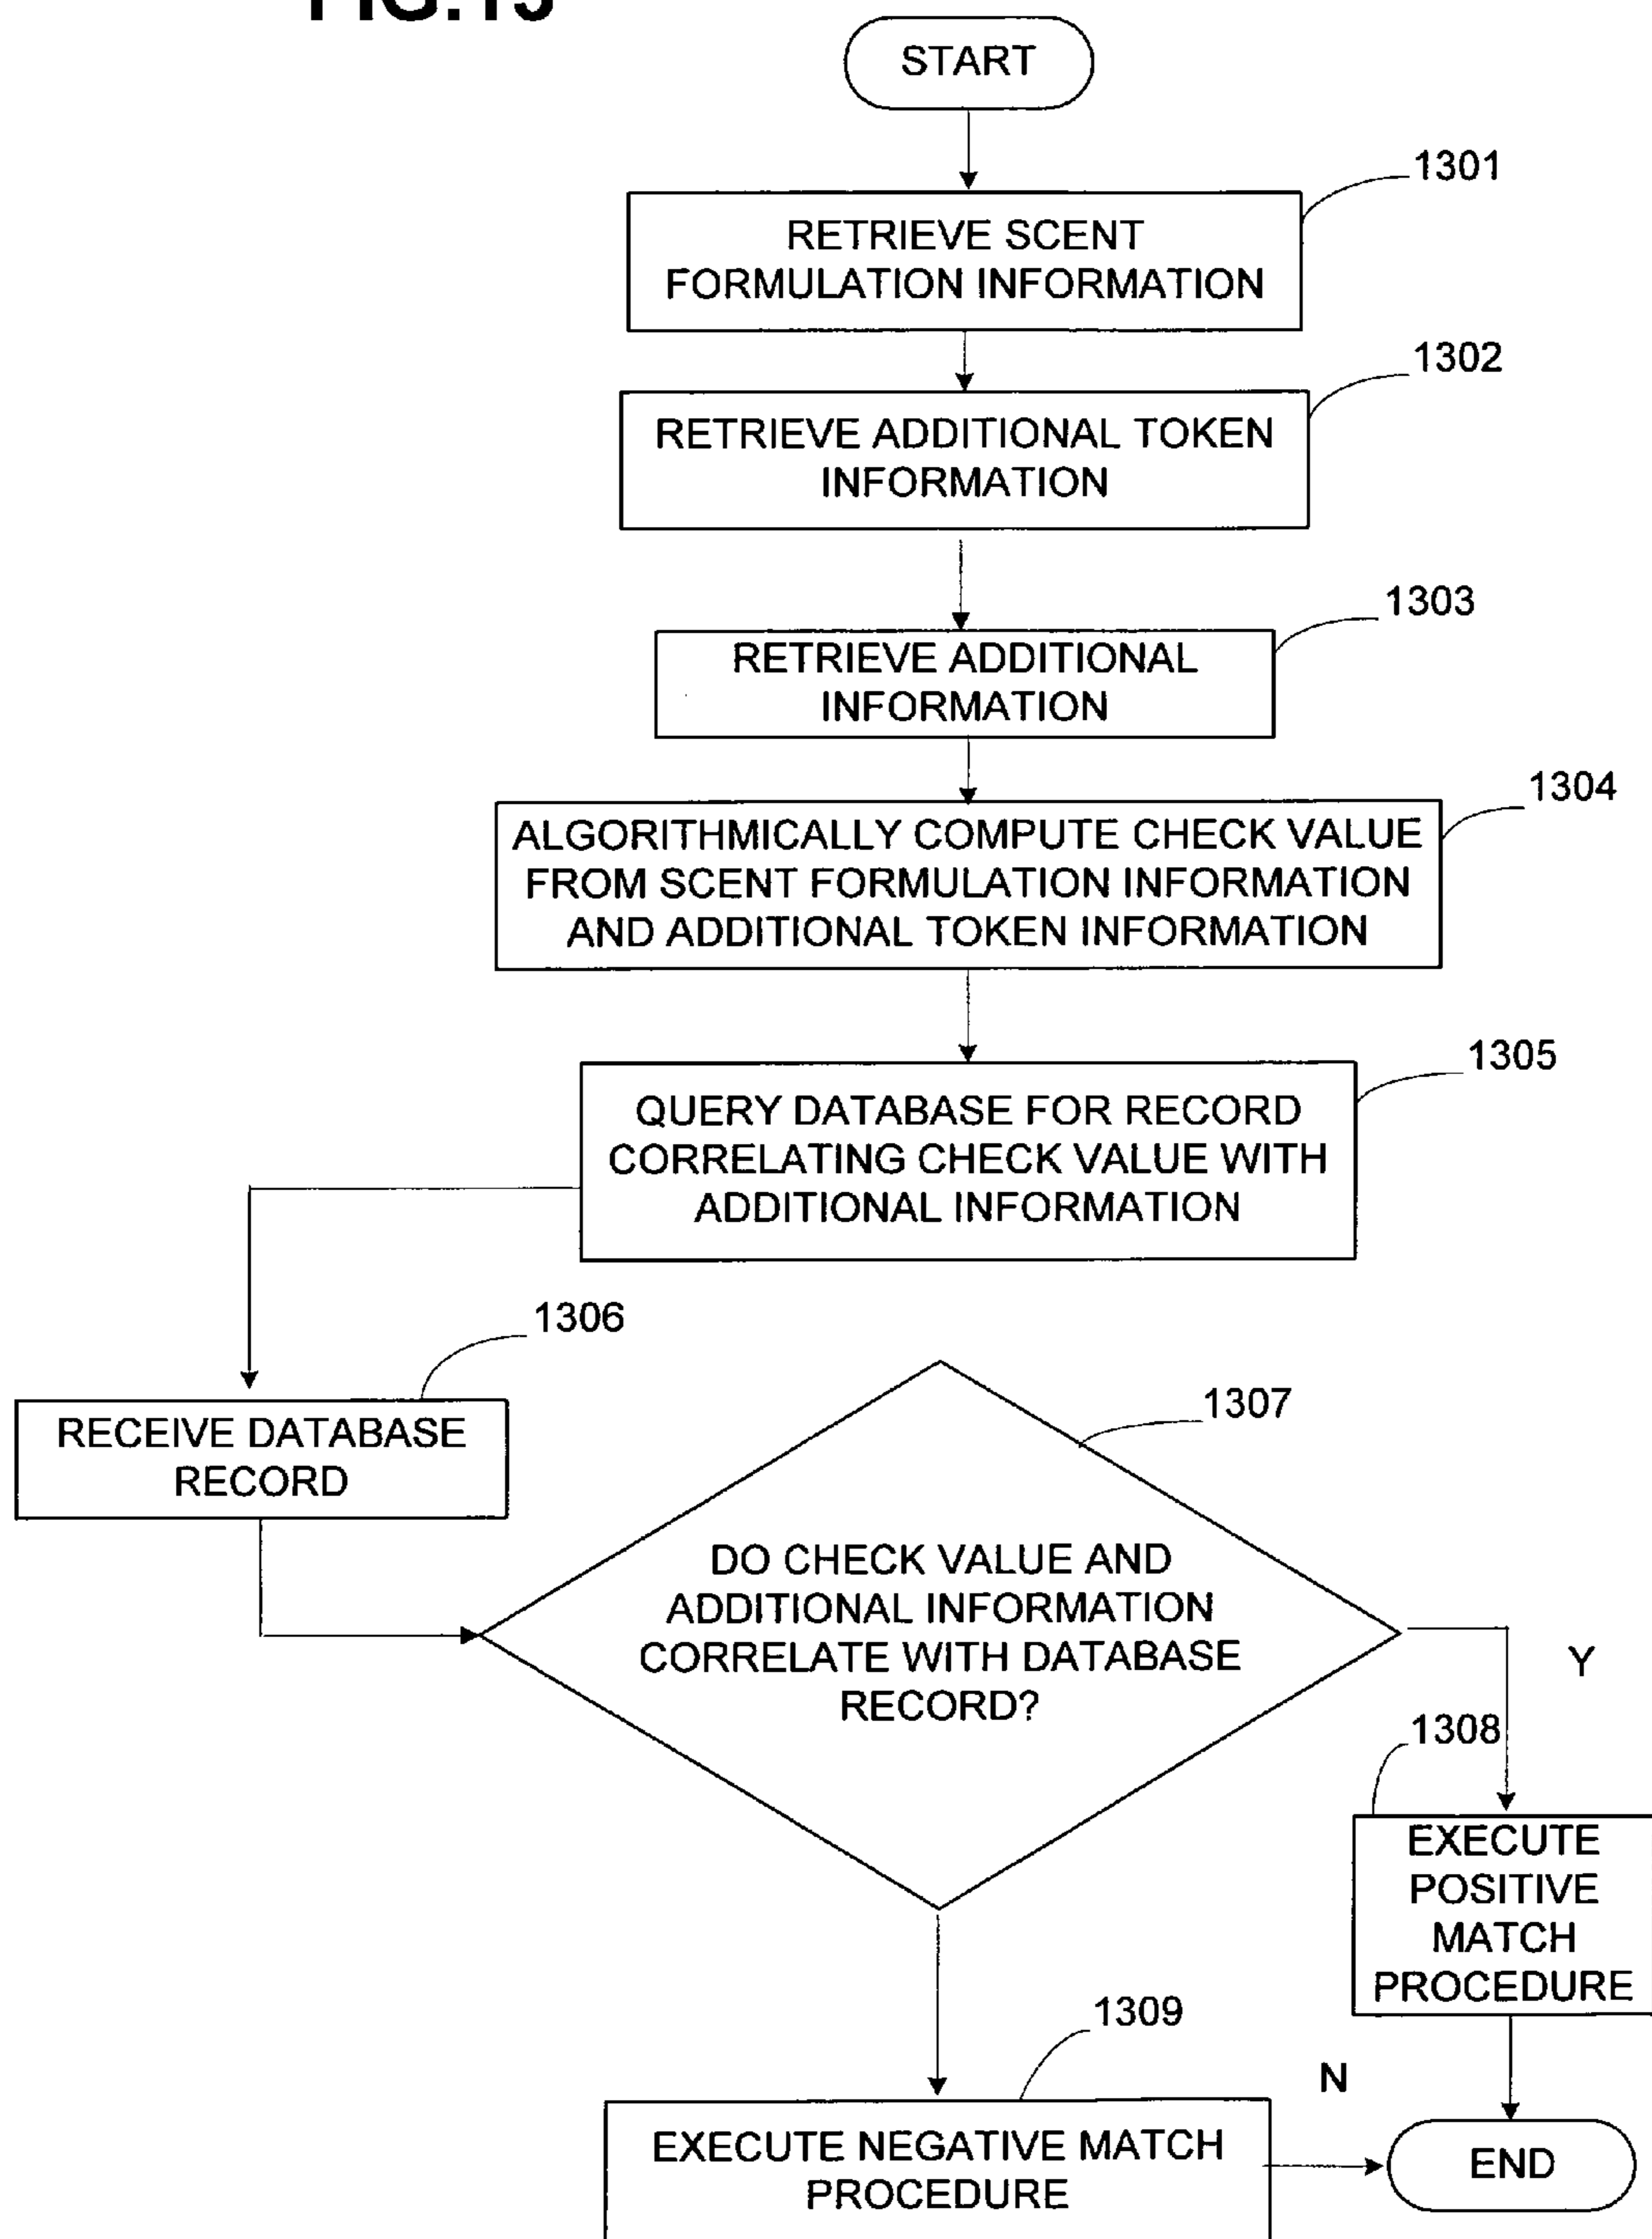 FIG.13
START
1301
RETRIEVE SCENT
FORMULATION INFORMATION
1302
RETRIEVE ADDITIONAL TOKEN
INFORMATION
1303
RETRIEVE ADDITIONAL
INFORMATION
1304
ALGORITHMICALLY COMPUTE CHECK VALUE
FROM SCENT FORMULATION INFORMATION
AND ADDITIONAL TOKEN INFORMATION
1305
QUERY DATABASE FOR RECORD
CORRELATING CHECK VALUE WITH
ADDITIONAL INFORMATION
1306
RECEIVE DATABASE
RECORD
1307
DO CHECK VALUE AND
ADDITIONAL INFORMATION
CORRELATE WITH DATABASE
RECORD?
Y
1308
EXECUTE
POSITIVE
MATCH
PROCEDURE
1309
N
EXECUTE NEGATIVE MATCH
PROCEDURE
END